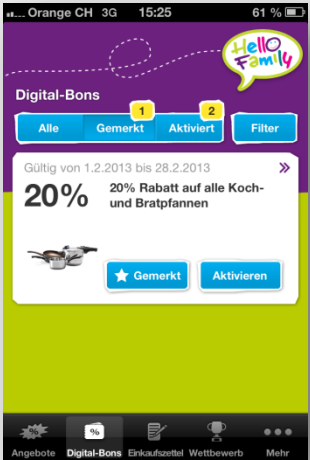 Orange CH 3G 15:25 61 %
Hello
Family
Digital-Bons
1 2
Alle Gemerkt Aktiviert Filter
Gültig von 1.2.2013 bis 28.2.2013
20% 20% Rabatt auf alle Koch-
und Bratpfannen
Gemerkt Aktivieren
% %
Angebote Digital-Bons Einkaufszettel Wettbewerb Mehr